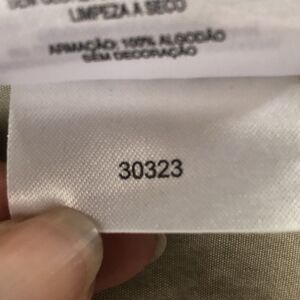 LIMPEZA A SECO
ARMAÇÃO: 100% ALGODÃO
SEM DECORAÇÃO
30323